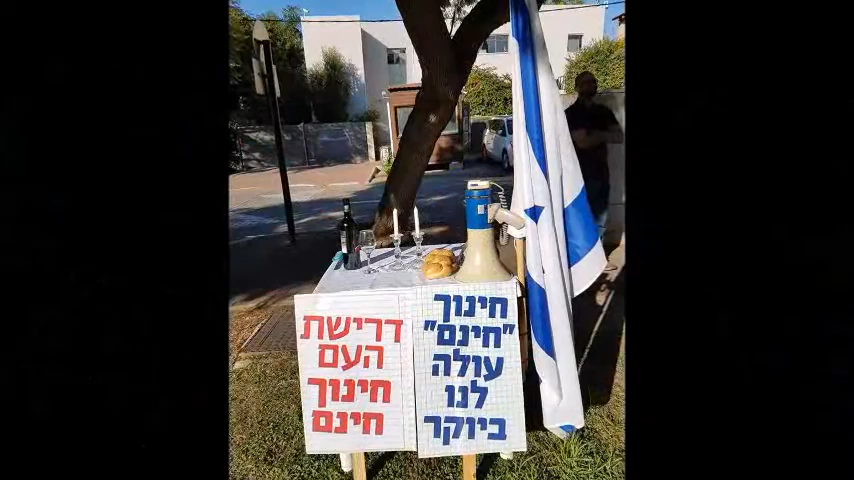 חינוך
"חינם"
עולה
לנו
ביוקר
דרישת
העם
חינוך
חינם